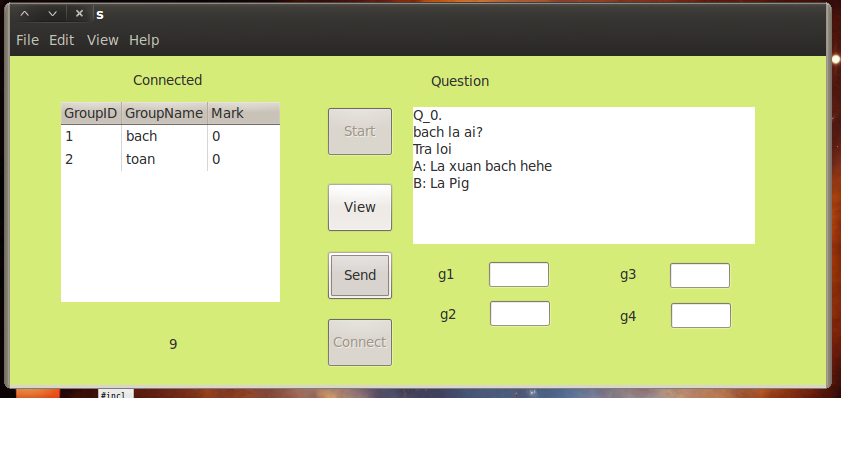 s
File Edit View Help
Connected
Question
GroupID GroupName Mark
1 bach 0
2 toan 0
Start
View
Send
Connect
Q_0.
bach la ai?
Tra loi
A: La xuan bach hehe
B: La Pig
g1
g3
g2
g4
9
#incl